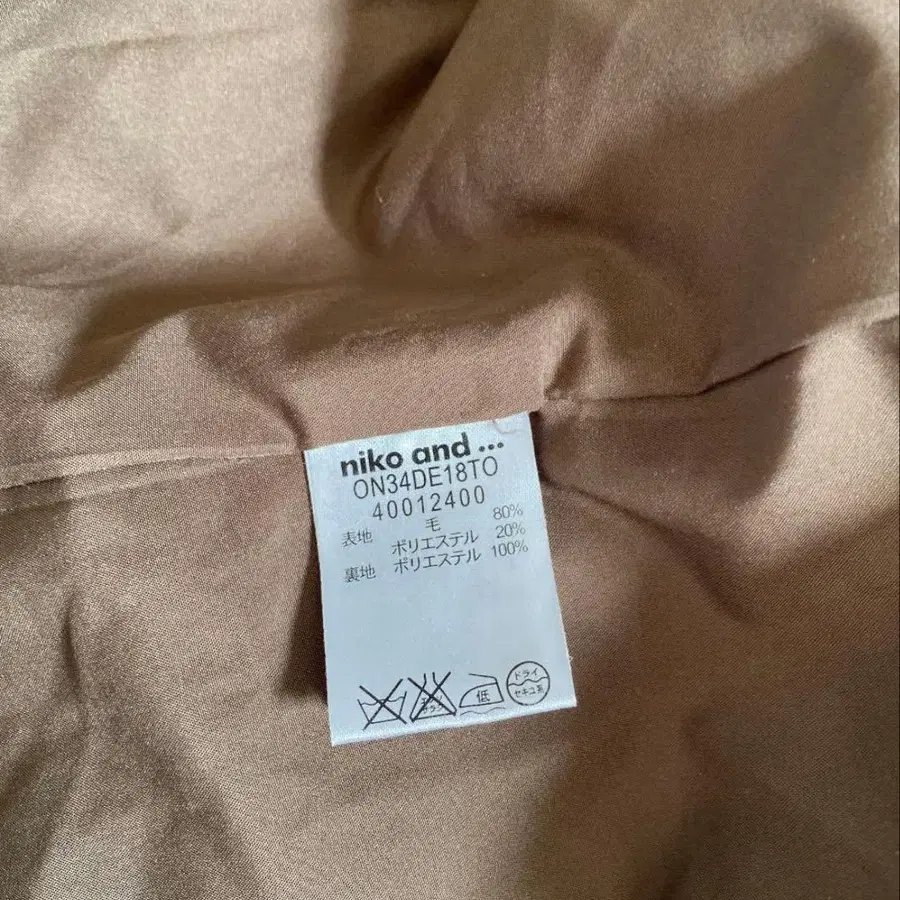 niko and ...
ON34DE18TO
40012400
表地 毛 80%
ポリエステル 20%
裏地 ポリエステル 100%
低
ドライ
セキユ系